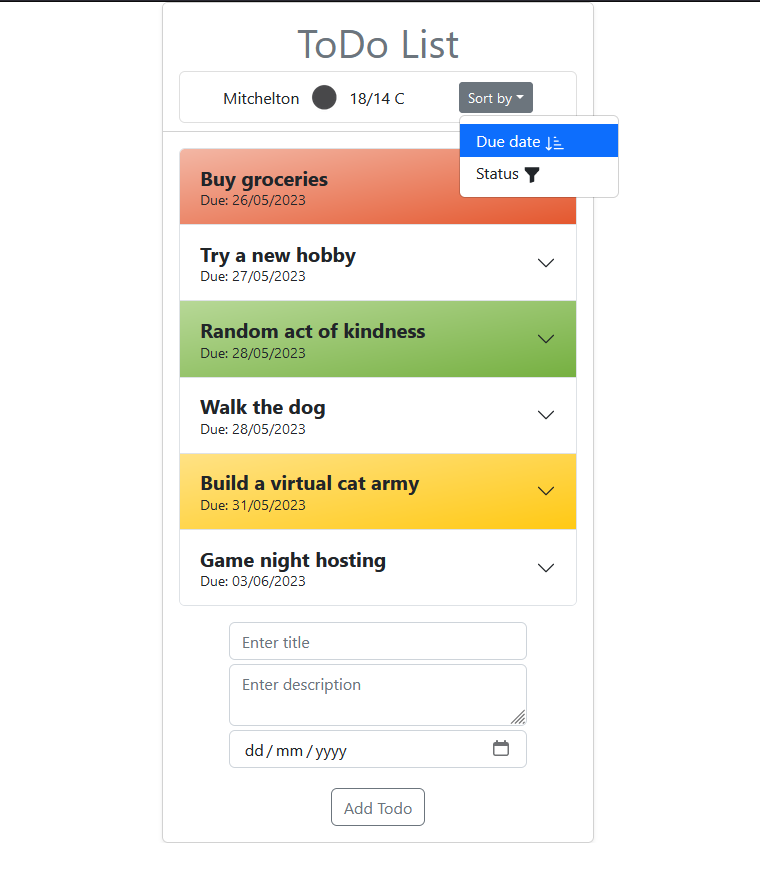 ToDo List
Mitchelton 18/14 C Sort by
Due date
Status
Buy groceries
Due: 26/05/2023
Try a new hobby
Due: 27/05/2023
Random act of kindness
Due: 28/05/2023
Walk the dog
Due: 28/05/2023
Build a virtual cat army
Due: 31/05/2023
Game night hosting
Due: 03/06/2023
Enter title
Enter description
dd/mm/yyyy
Add Todo